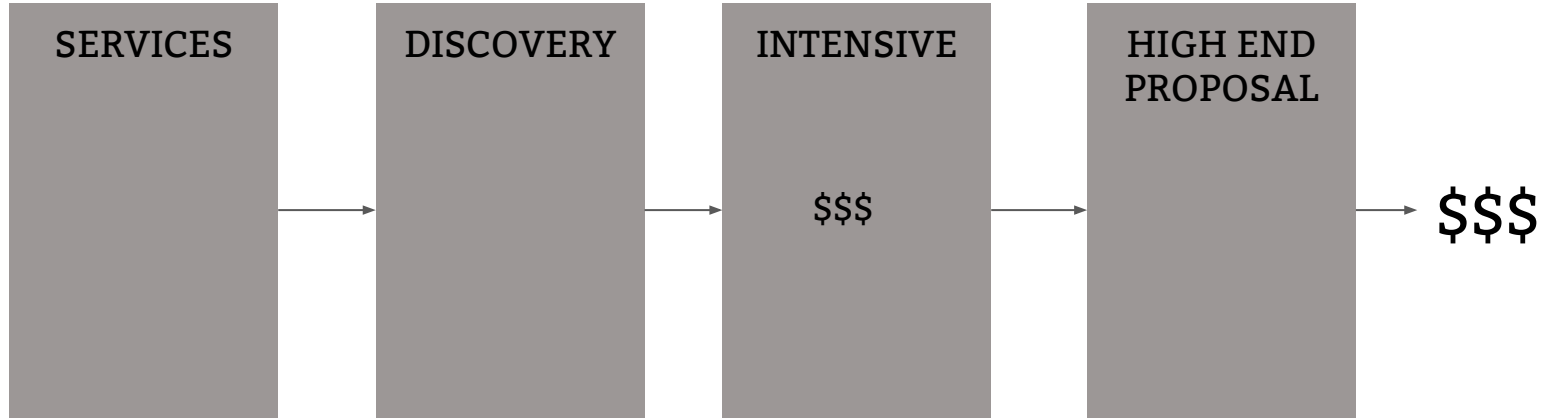 SERVICES
DISCOVERY
INTENSIVE
$$$
HIGH END
PROPOSAL
$$$